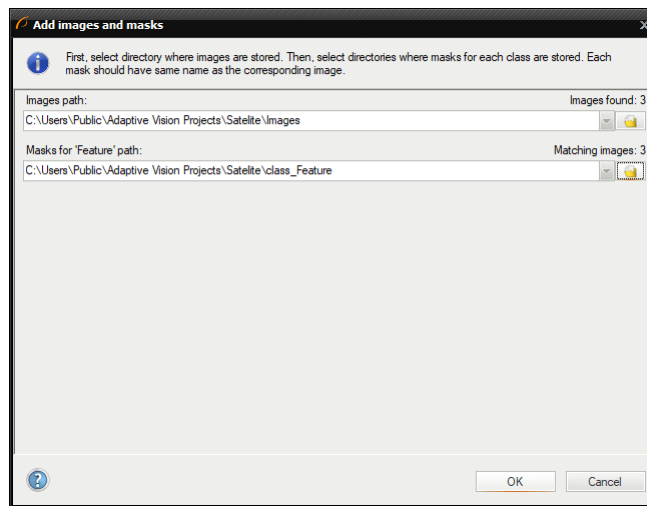 Add images and masks
First, select directory where images are stored. Then, select directories where masks for each class are stored. Each
mask should have same name as the corresponding image.
Images path: Images found: 3
C:\Users\Public\Adaptive Vision Projects\Satelite\Images
Masks for 'Feature' path: Matching images: 3
C:\Users\Public\Adaptive Vision Projects\Satelite\class_Feature
OK Cancel